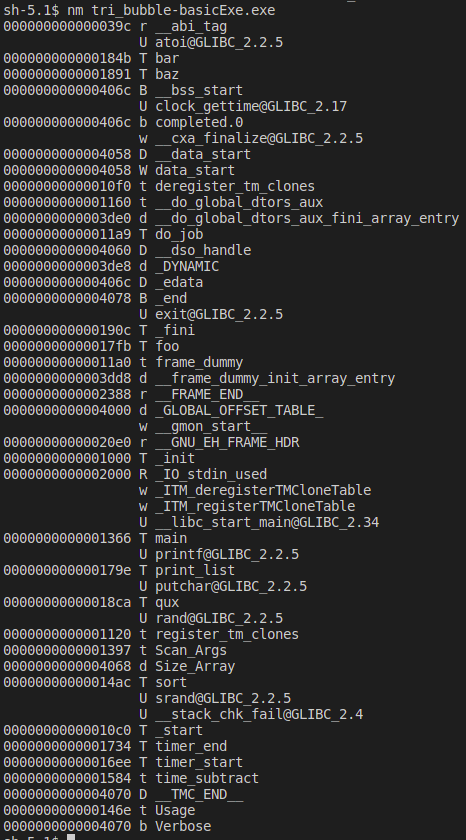 sh-5.1$ nm tri_bubble-basicExe.exe
000000000000039c r __abi_tag
                 U atoi@GLIBC_2.2.5
000000000000184b T bar
0000000000001891 T baz
000000000000406c B __bss_start
                 U clock_gettime@GLIBC_2.17
000000000000406c b completed.0
                 w __cxa_finalize@GLIBC_2.2.5
0000000000004058 D __data_start
0000000000004058 W data_start
00000000000010f0 t deregister_tm_clones
0000000000001160 t __do_global_dtors_aux
0000000000003de0 d __do_global_dtors_aux_fini_array_entry
00000000000011a9 T do_job
0000000000004060 D __dso_handle
0000000000003de8 d _DYNAMIC
000000000000406c D _edata
0000000000004078 B _end
                 U exit@GLIBC_2.2.5
000000000000190c T _fini
00000000000017fb T foo
00000000000011a0 t frame_dummy
0000000000003dd8 d __frame_dummy_init_array_entry
0000000000002388 r __FRAME_END__
0000000000004000 d _GLOBAL_OFFSET_TABLE_
                 w __gmon_start__
00000000000020e0 r __GNU_EH_FRAME_HDR
0000000000001000 T _init
0000000000002000 R _IO_stdin_used
                 w _ITM_deregisterTMCloneTable
                 w _ITM_registerTMCloneTable
                 U __libc_start_main@GLIBC_2.34
0000000000001366 T main
                 U printf@GLIBC_2.2.5
000000000000179e T print_list
                 U putchar@GLIBC_2.2.5
00000000000018ca T qux
                 U rand@GLIBC_2.2.5
0000000000001120 t register_tm_clones
0000000000001397 t Scan_Args
0000000000004068 d Size_Array
00000000000014ac T sort
                 U srand@GLIBC_2.2.5
                 U __stack_chk_fail@GLIBC_2.4
00000000000010c0 T _start
0000000000001734 T timer_end
00000000000016ee T timer_start
0000000000001584 t time_subtract
0000000000004070 D __TMC_END__
000000000000146e t Usage
0000000000004070 b Verbose
sh-5.1$